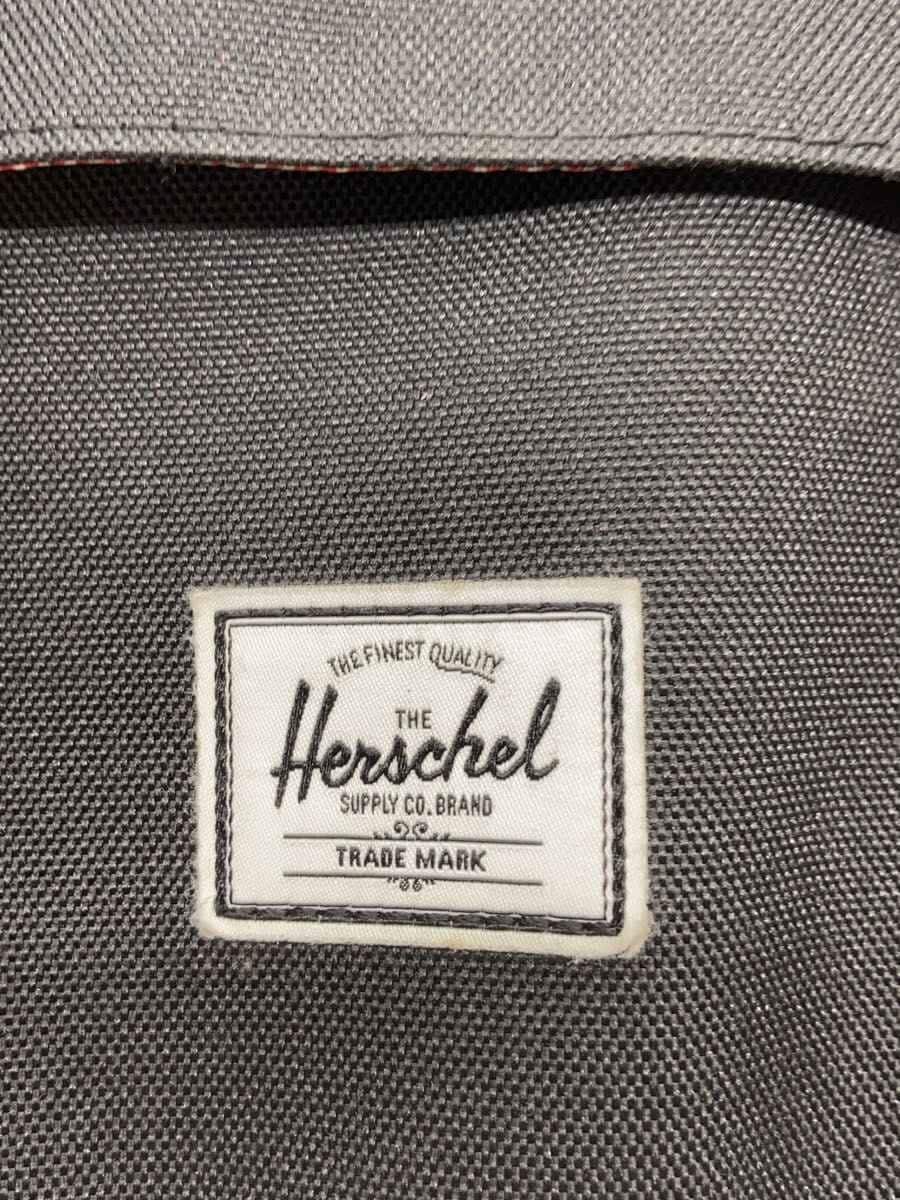 THE FINEST QUALITY
THE
Herschel
SUPPLY CO. BRAND
TRADE MARK